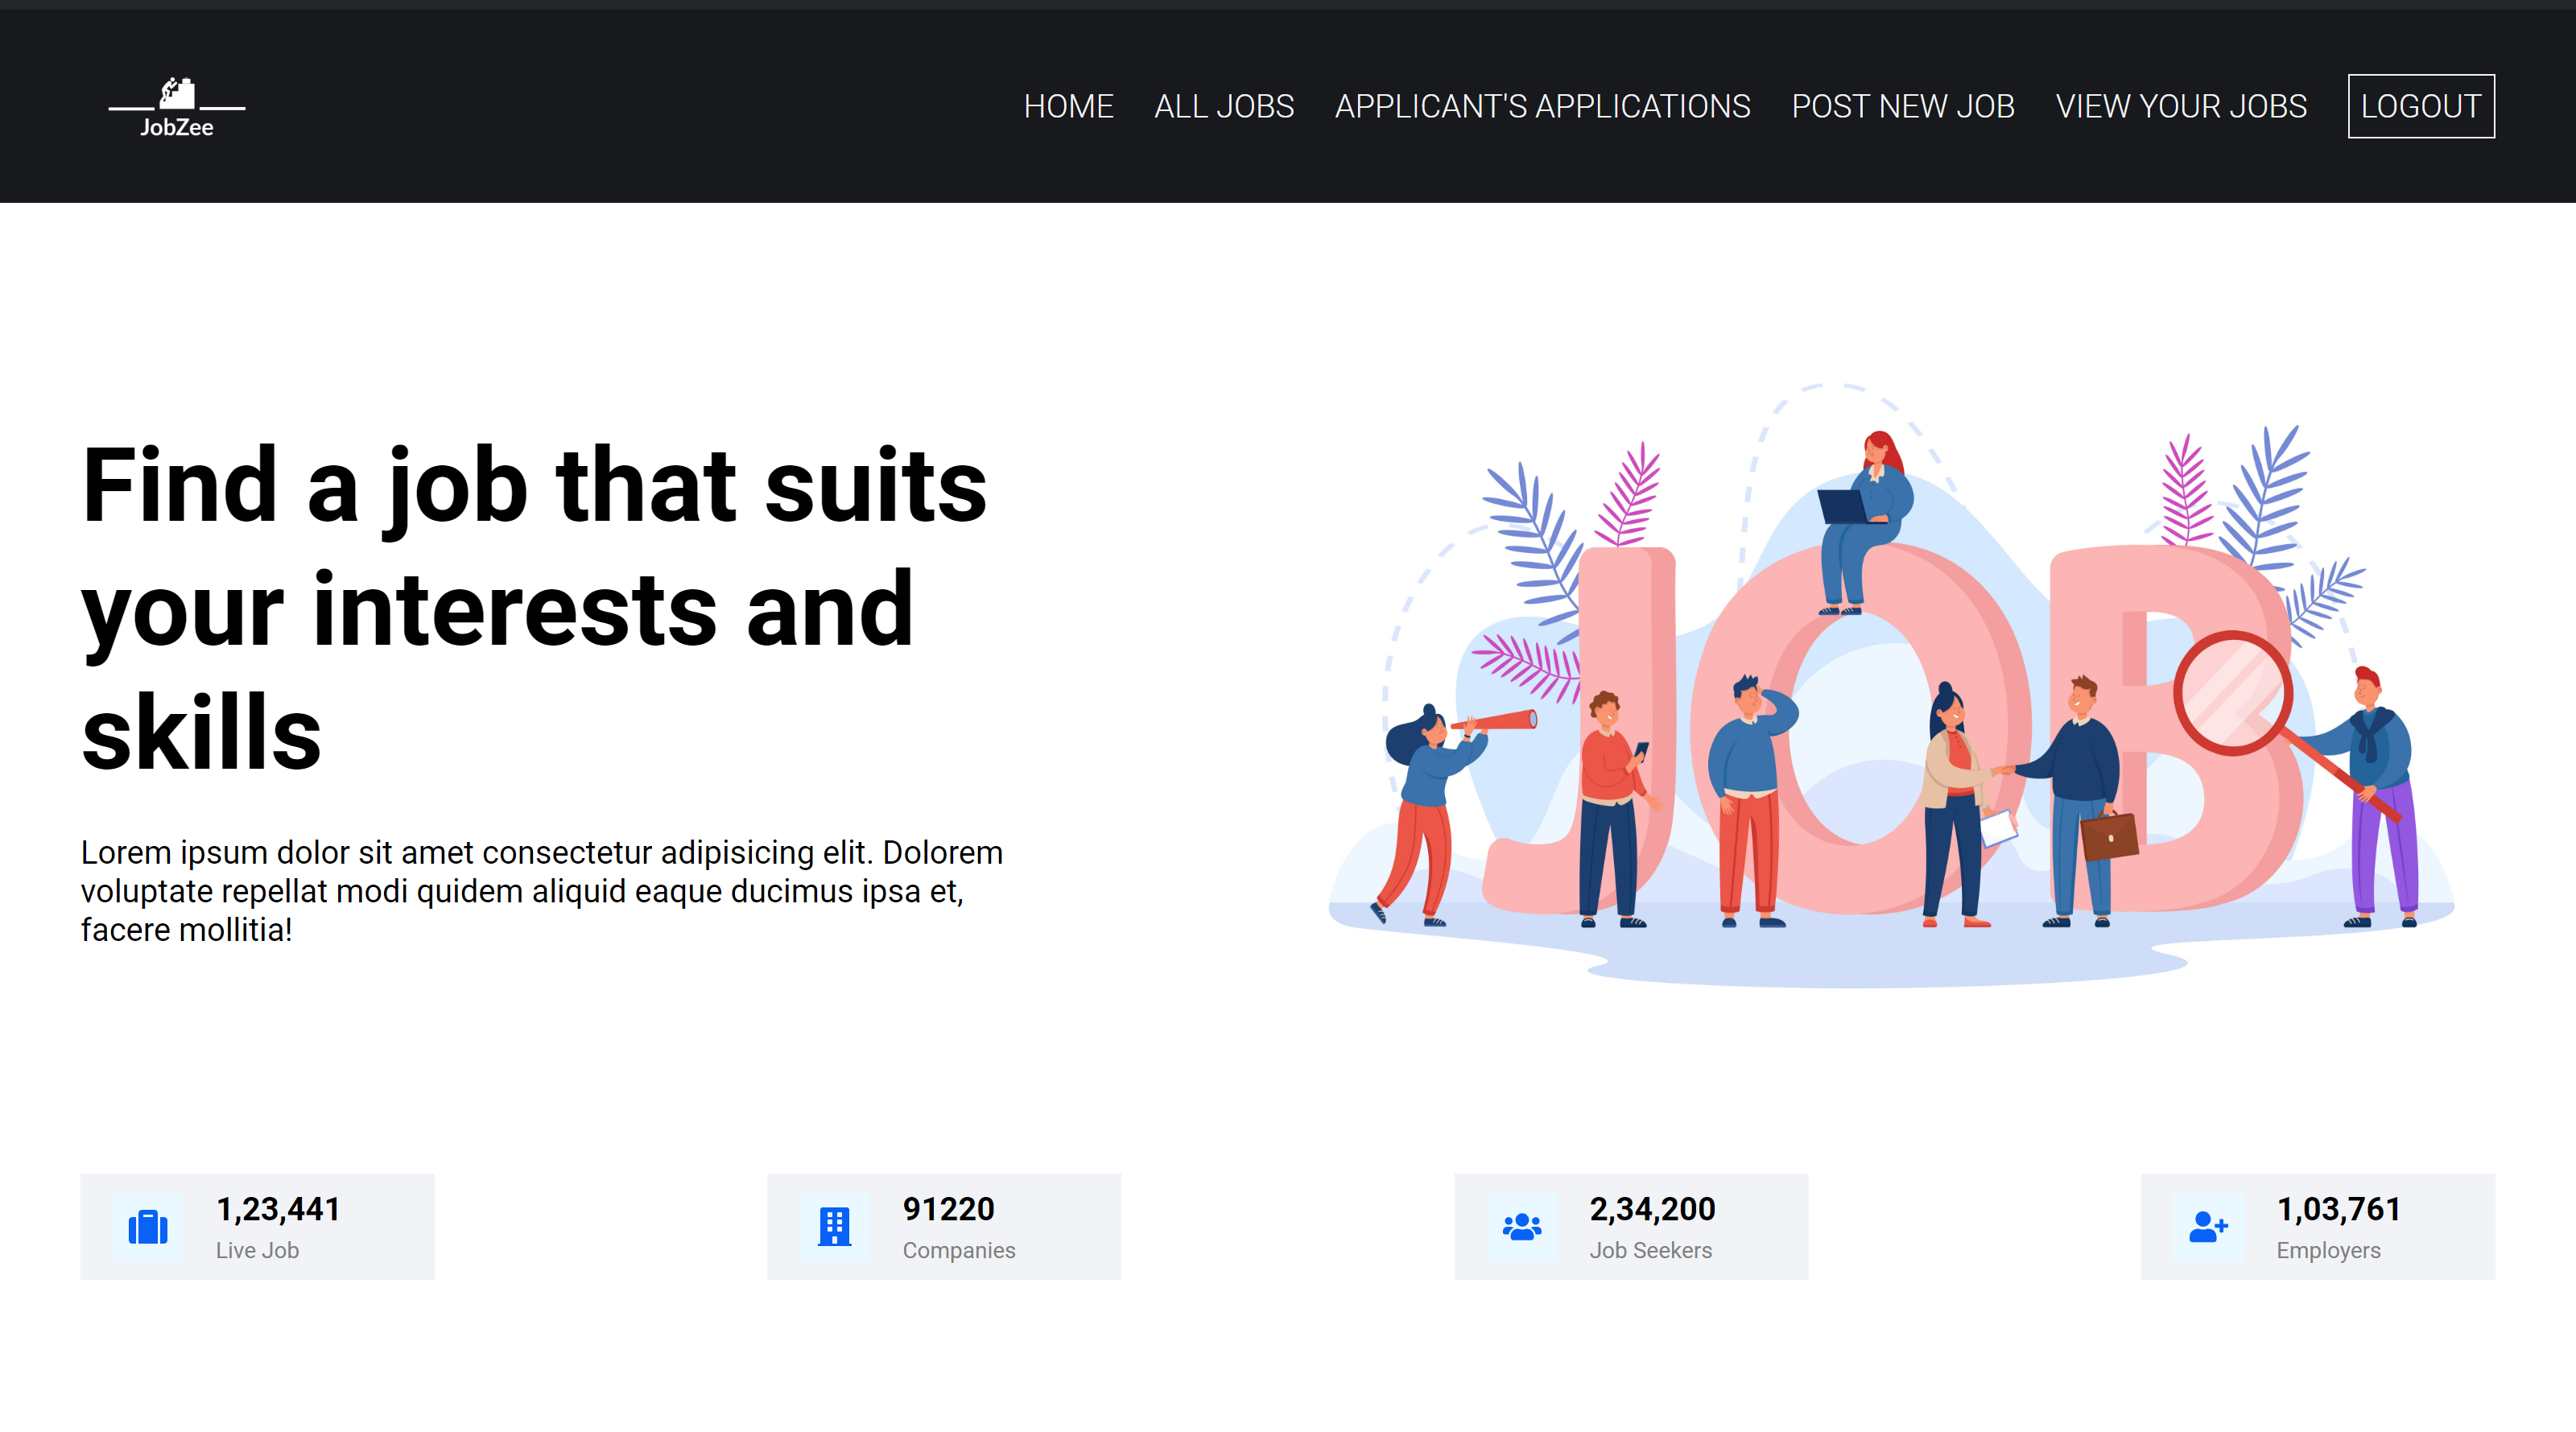 JobZee
HOME ALL JOBS APPLICANT'S APPLICATIONS POST NEW JOB VIEW YOUR JOBS LOGOUT
Find a job that suits
your interests and
skills
Lorem ipsum dolor sit amet consectetur adipisicing elit. Dolorem
voluptate repellat modi quidem aliquid eaque ducimus ipsa et,
facere mollitia!
JOB
1,23,441
Live Job
91220
Companies
2,34,200
Job Seekers
1,03,761
Employers